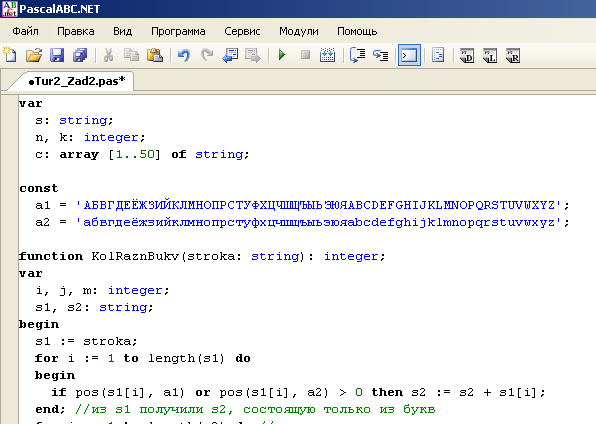 PascalABC.NET
Файл Правка Вид Программа Сервис Модули Помощь
●Tur2_Zad2.pas*
var
s: string;
n, k: integer;
c: array [1..50] of string;
const
a1 = 'АБВГДЕЁЖЗИЙКЛМНОПРСТУФХЦЧШЩЪЫЬЭЮЯABCDEFGHIJKLMNOPQRSTUVWXYZ';
a2 = 'абвгдеёжзийклмнопрстуфхцчшщъыьэюяabcdefghijklmnopqrstuvwxyz';
function KolRaznBukv(stroka: string): integer;
var
i, j, m: integer;
s1, s2: string;
begin
s1 := stroka;
for i := 1 to length(s1) do
begin
if pos(s1[i], a1) or pos(s1[i], a2) > 0 then s2 := s2 + s1[i];
end; //из s1 получили s2, состоящую только из букв